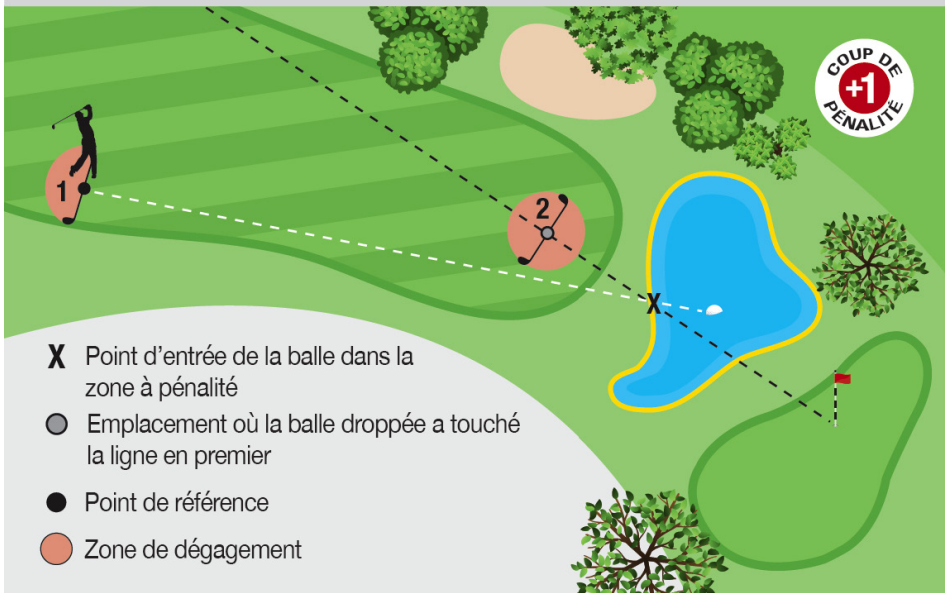 COUP DE
+1
PÉNALITÉ
1
2
X
X Point d’entrée de la balle dans la
zone à pénalité
Emplacement où la balle droppée a touché
la ligne en premier
Point de référence
Zone de dégagement